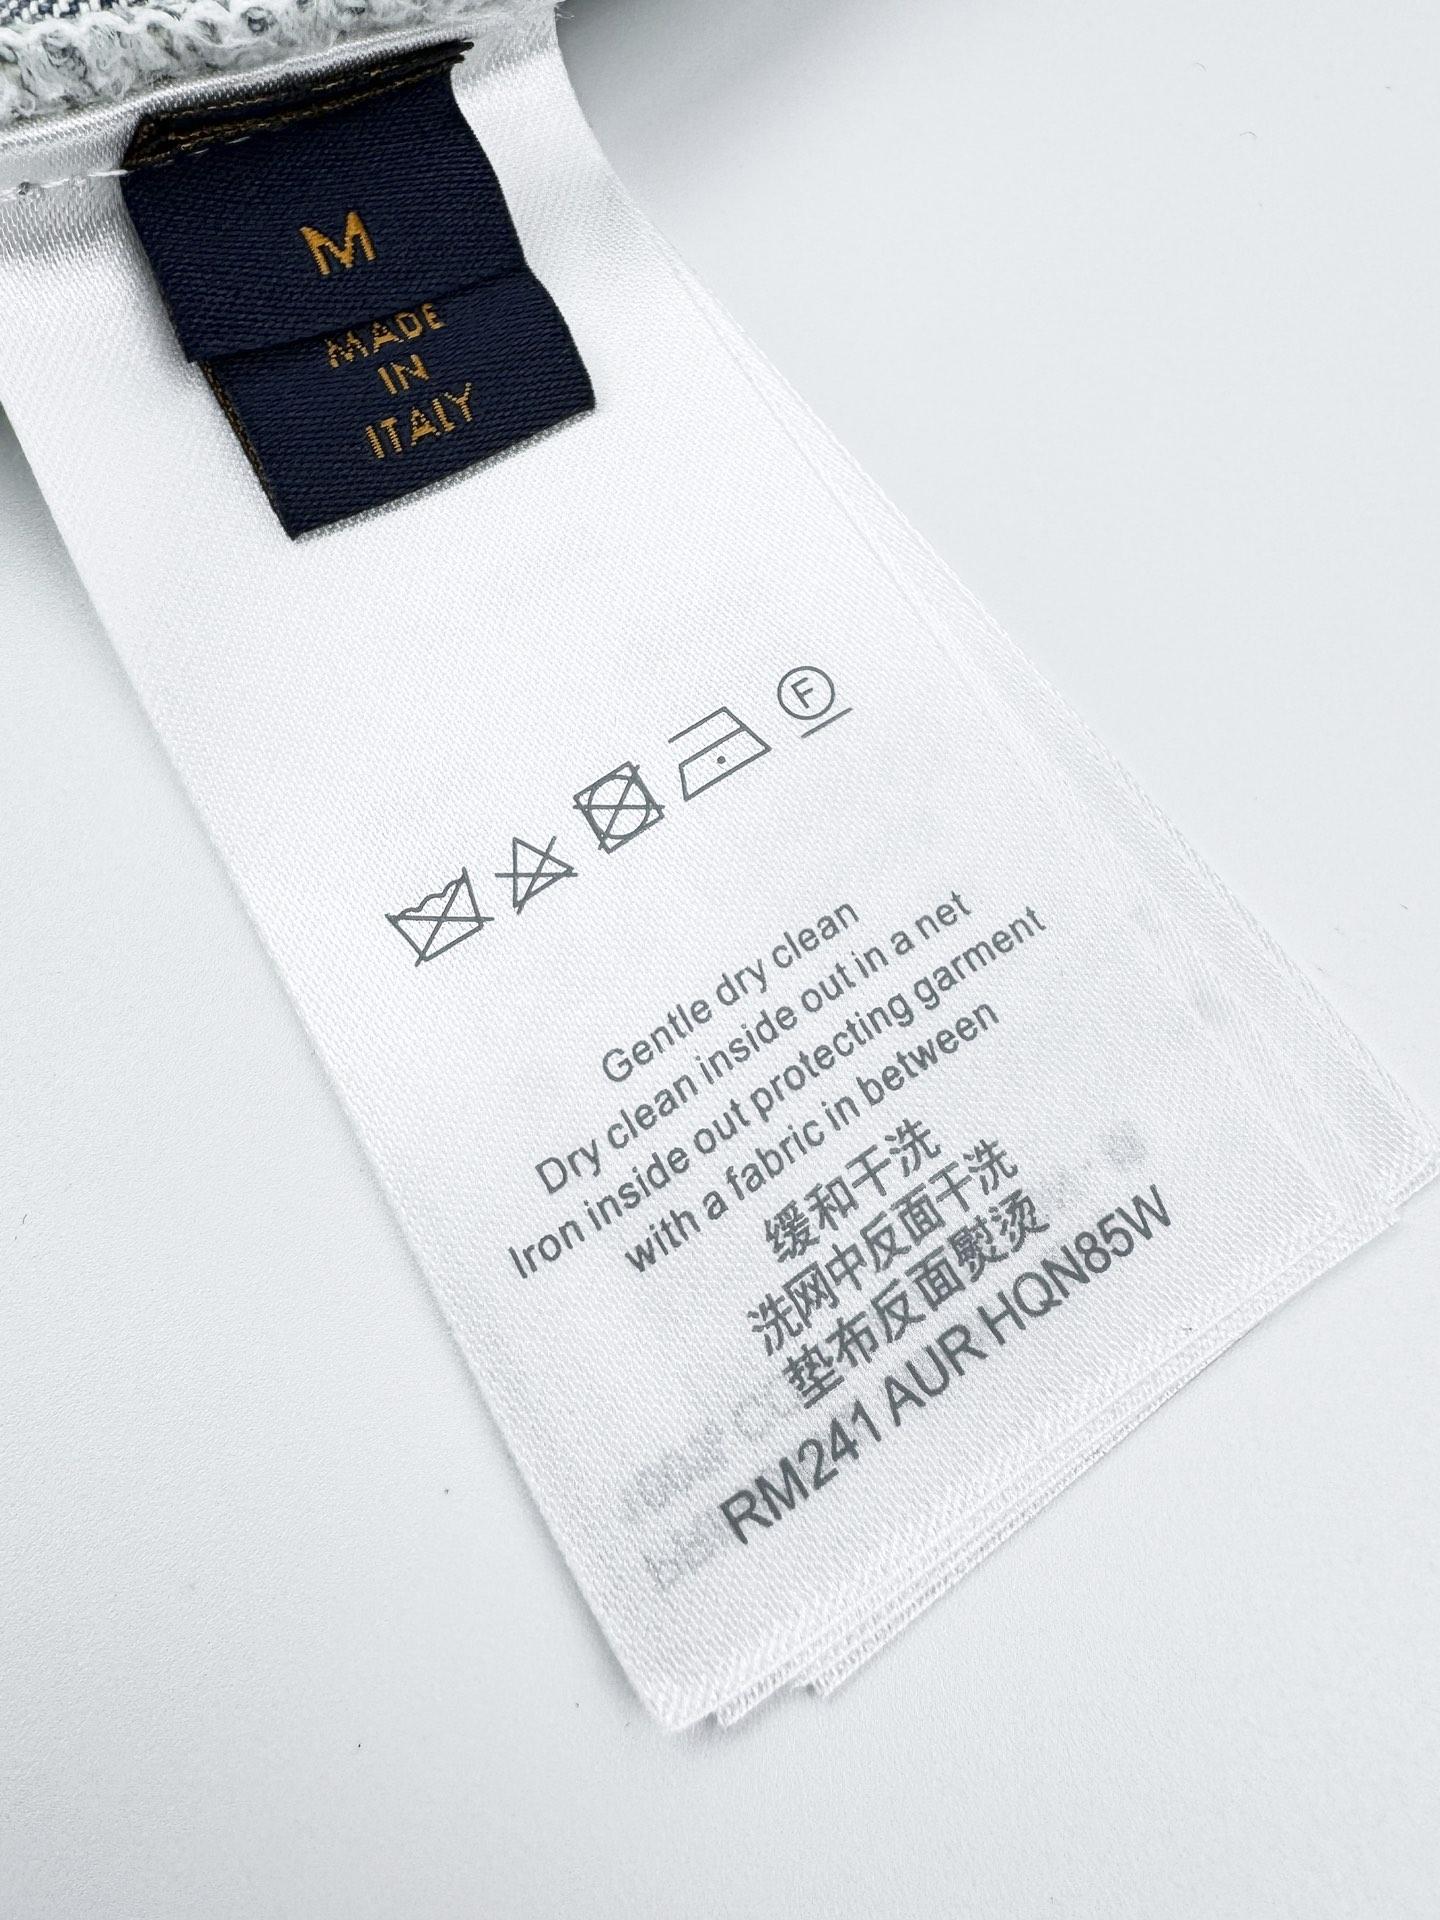 M
MADE
IN
ITALY
F
Gentle dry clean
Dry clean inside out in a net
Iron inside out protecting garment
with a fabric in between
缓和干洗
洗网中反面干洗
垫布反面熨烫
RM241 AUR HQN85W